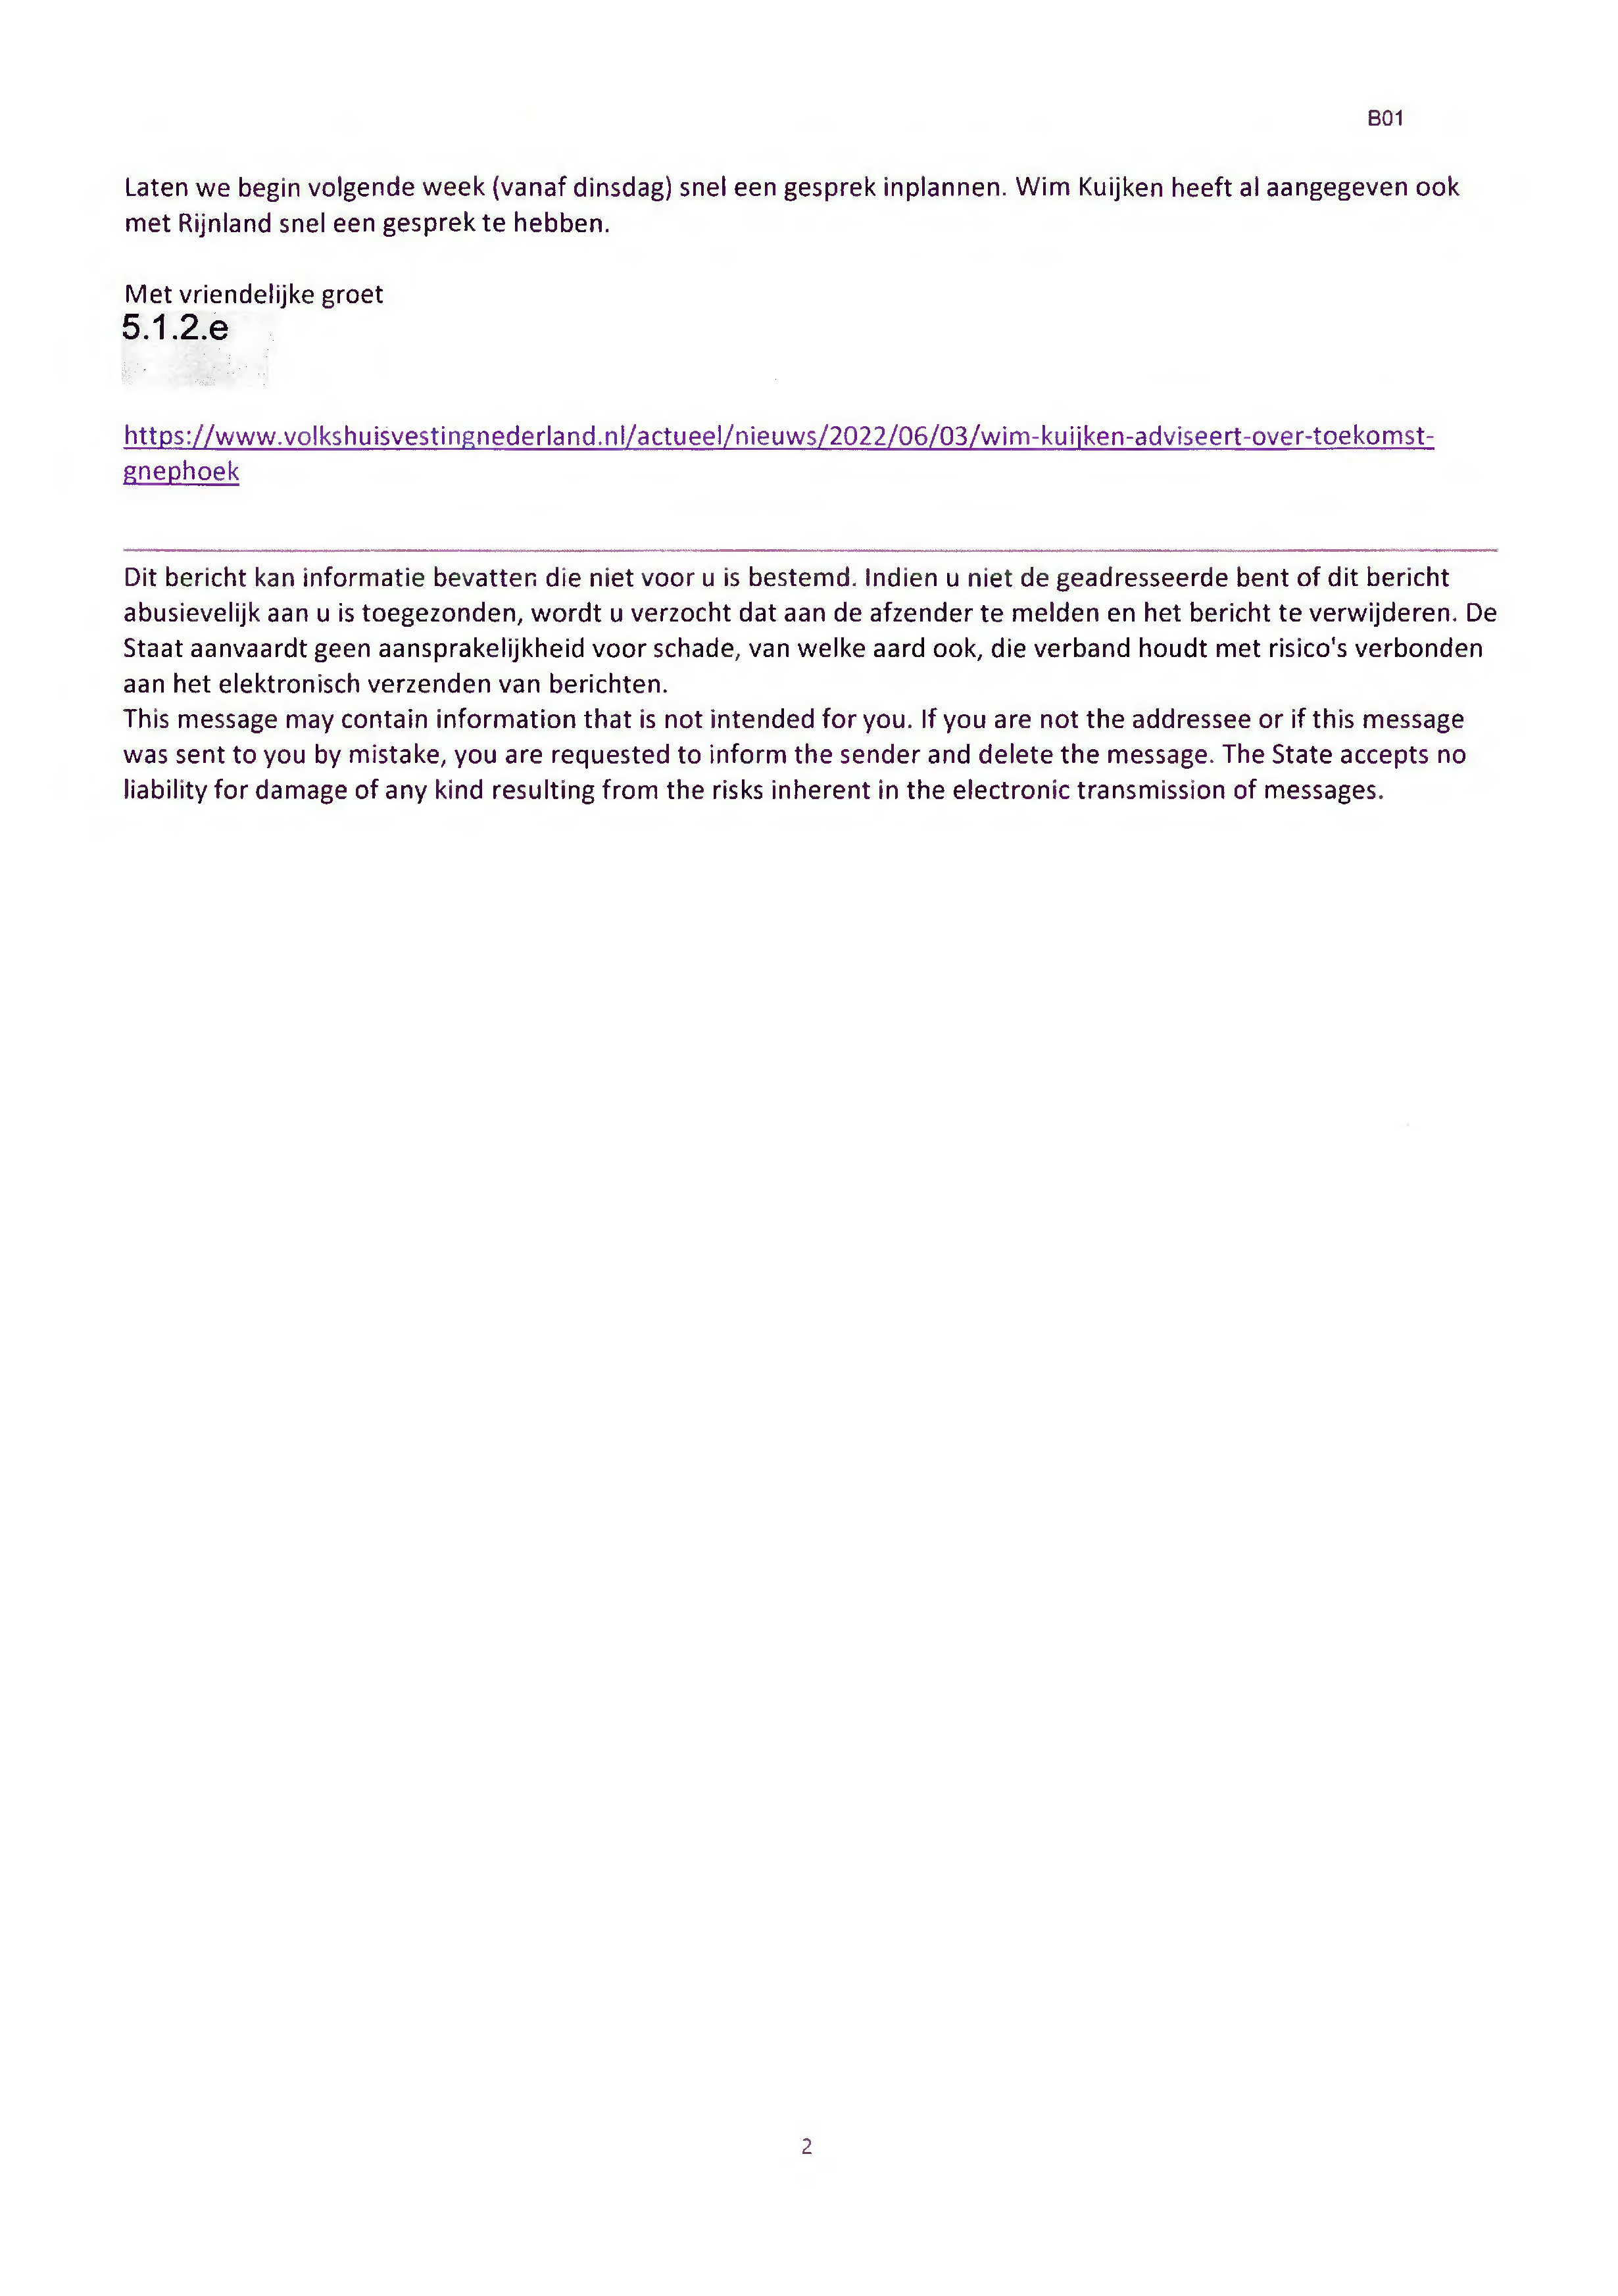 B01
Laten we begin volgende week (vanaf dinsdag) snel een gesprek inplannen. Wim Kuijken heeft al aangegeven ook
met Rijnland snel een gesprek te hebben.
Met vriendelijke groet
5.1.2.e
https://www.volkshuisvestingnederland.nl/actueel/nieuws/2022/06/03/wim-kuijken-adviseert-over-toekomst-
gnephoek
Dit bericht kan informatie bevatten die niet voor u is bestemd. Indien u niet de geadresseerde bent of dit bericht
abusievelijk aan u is toegezonden, wordt u verzocht dat aan de afzender te melden en het bericht te verwijderen. De
Staat aanvaardt geen aansprakelijkheid voor schade, van welke aard ook, die verband houdt met risico's verbonden
aan het elektronisch verzenden van berichten.
This message may contain information that is not intended for you. If you are not the addressee or if this message
was sent to you by mistake, you are requested to inform the sender and delete the message. The State accepts no
liability for damage of any kind resulting from the risks inherent in the electronic transmission of messages.
2